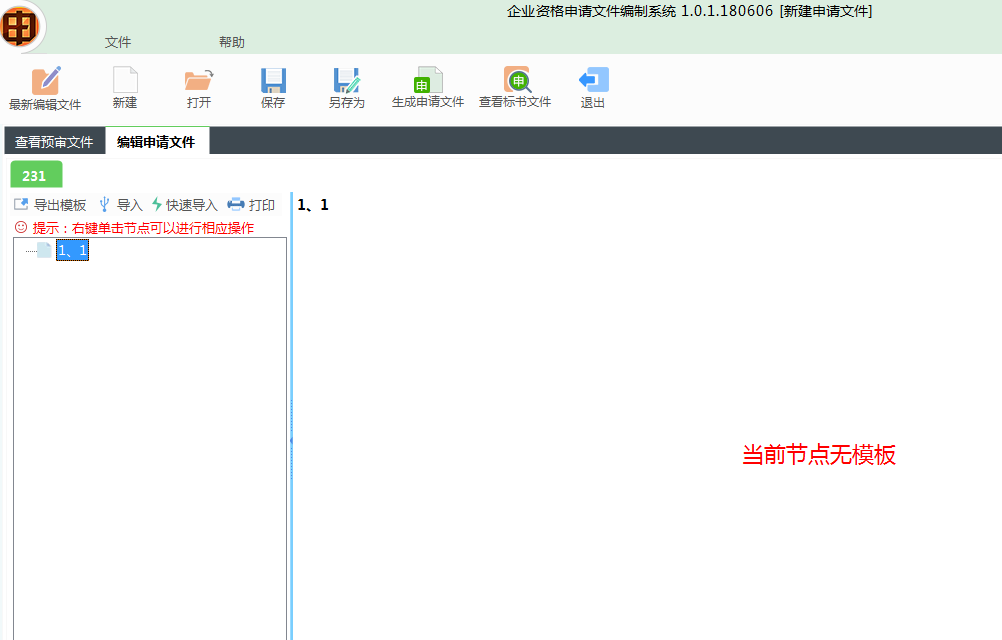 企业资格申请文件编制系统 1.0.1.180606 [新建申请文件]
申
文件 帮助
申 申
最新编辑文件 新建 打开 保存 另存为 生成申请文件 查看标书文件 退出
查看预审文件 编辑申请文件
231
导出模板 导入 快速导入 打印
提示：右键单击节点可以进行相应操作
1、1
1、1
当前节点无模板